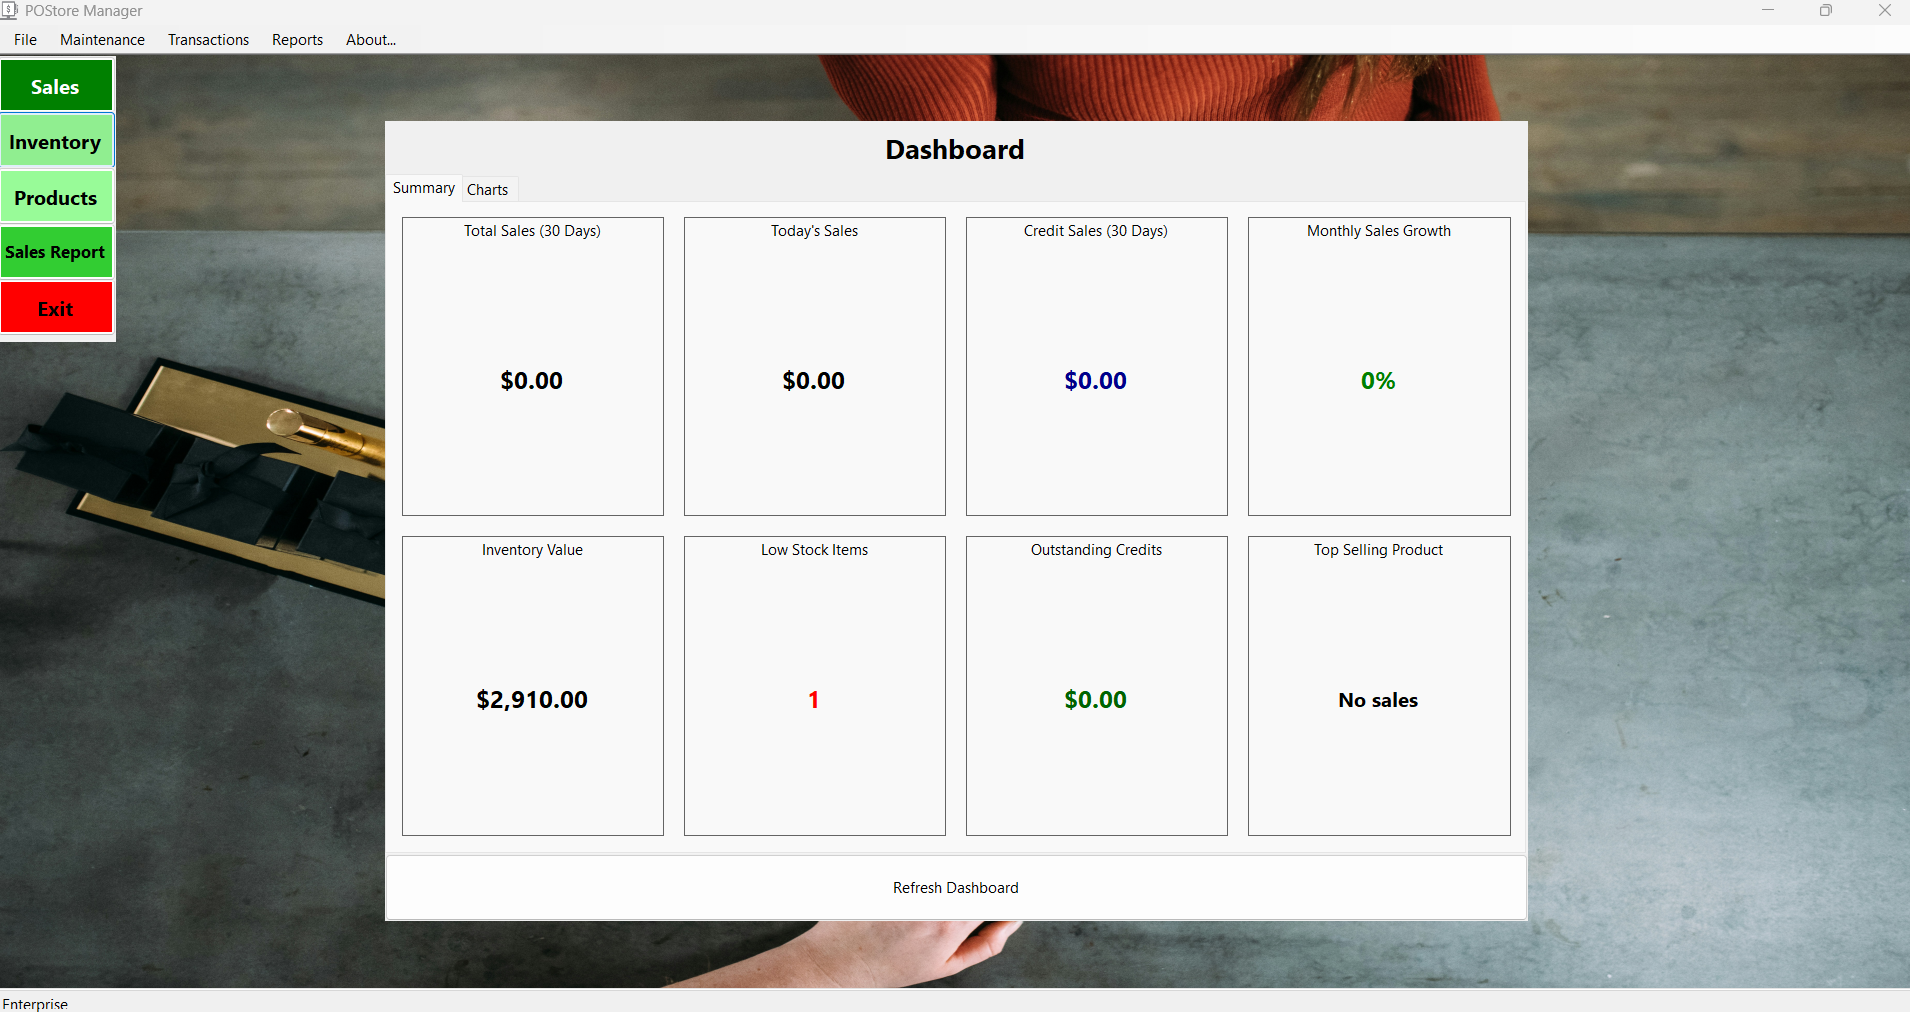 POStore Manager
File Maintenance Transactions Reports About...
Sales
Inventory
Products
Sales Report
Exit
Dashboard
Summary Charts
Total Sales (30 Days)
$0.00
Today's Sales
$0.00
Credit Sales (30 Days)
$0.00
Monthly Sales Growth
0%
Inventory Value
$2,910.00
Low Stock Items
1
Outstanding Credits
$0.00
Top Selling Product
No sales
Refresh Dashboard
Enterprise